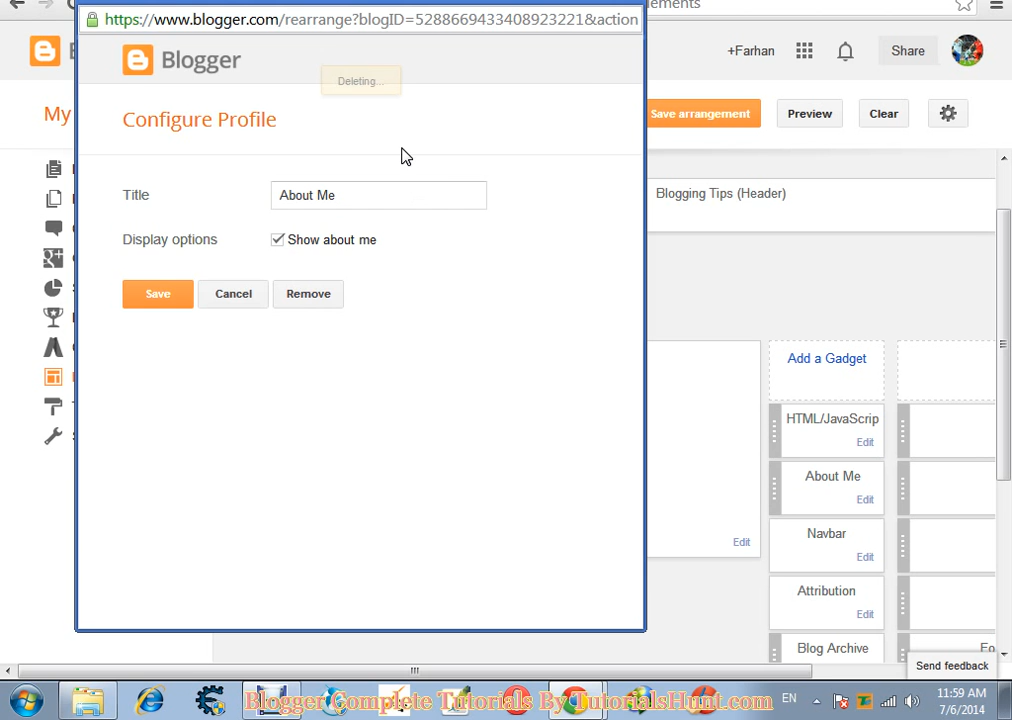 ements
https://www.blogger.com/rearrange?blogID=5288669433408923221&action
Blogger
+Farhan
Share
Deleting...
My
Configure Profile
Save arrangement
Preview
Clear
Title
About Me
Blogging Tips (Header)
Display options
Show about me
Save
Cancel
Remove
Add a Gadget
HTML/JavaScrip
Edit
About Me
Edit
Navbar
Edit
Edit
Attribution
Edit
Blog Archive
Send feedback
Blogger Complete Tutorials By TutorialsHunt.com
EN
11:59 AM
7/6/2014